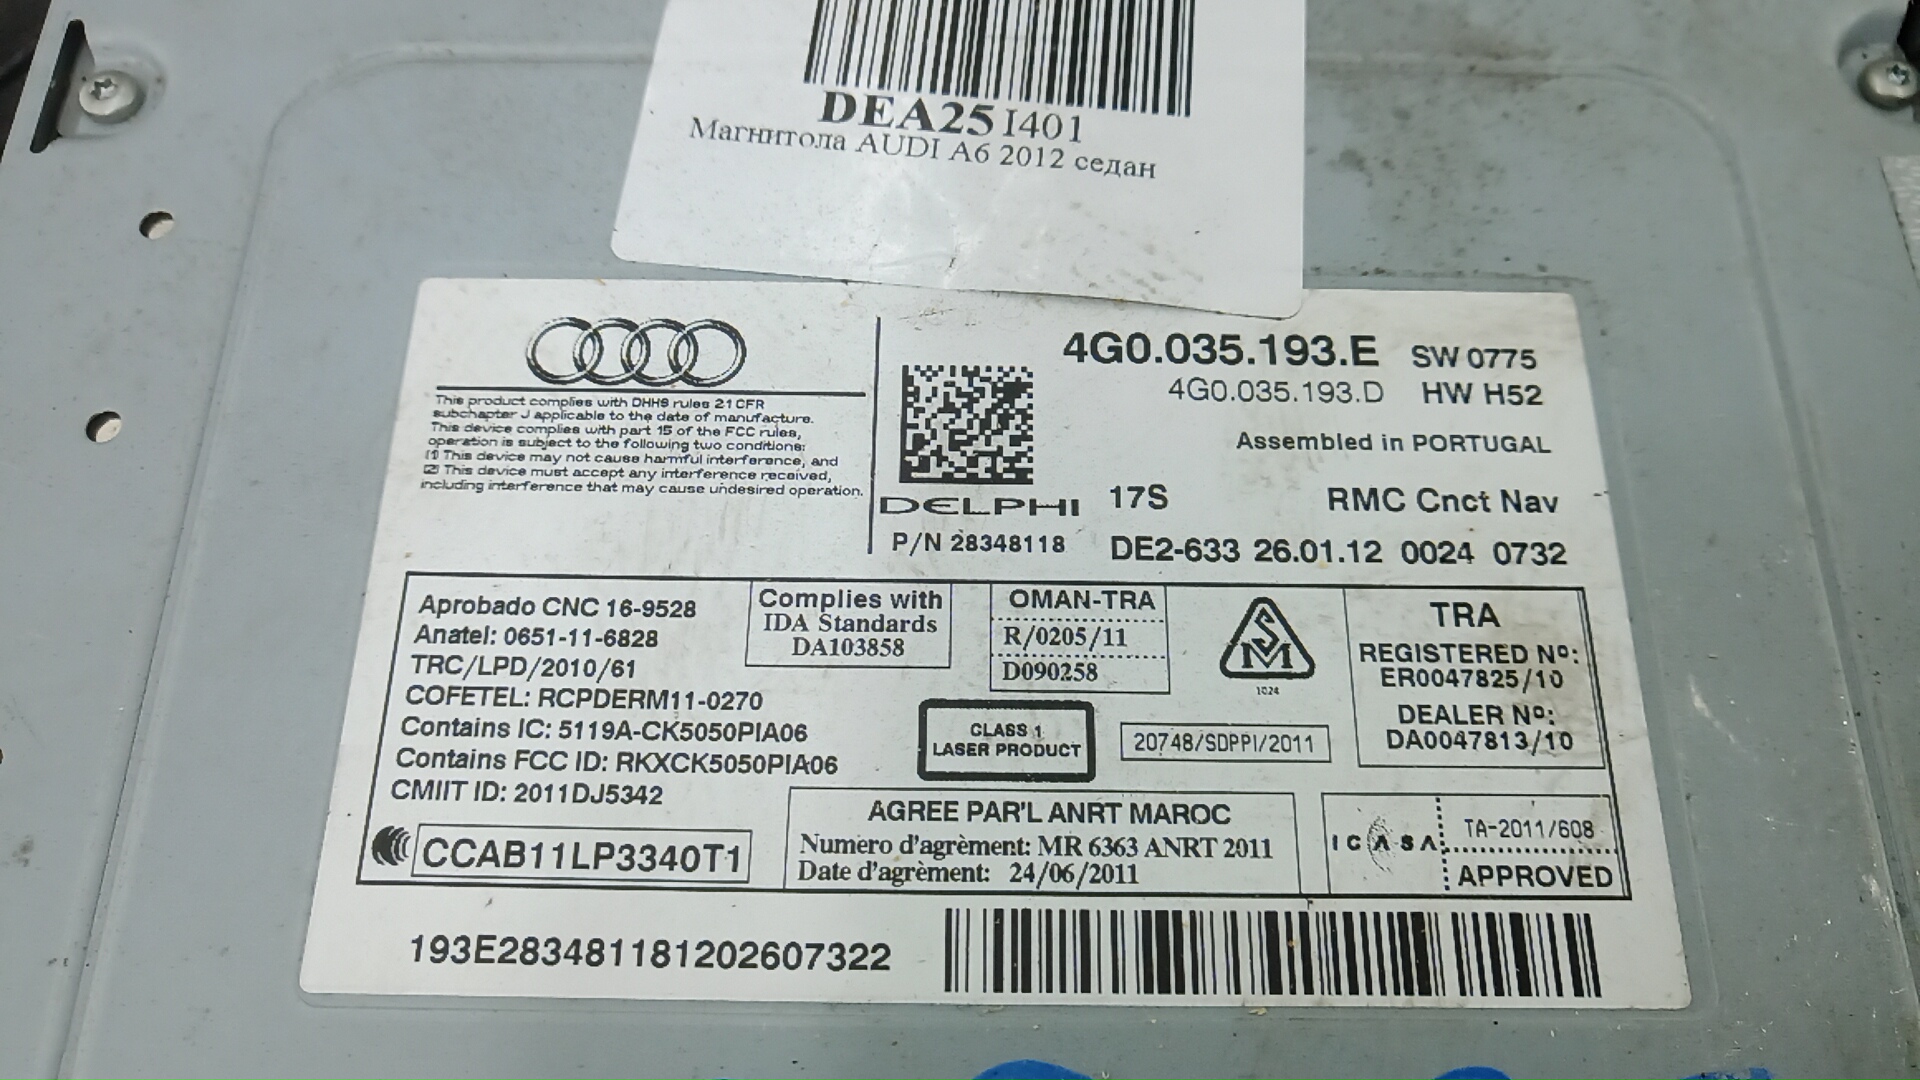 DEA25 I401
Магнитола AUDI A6 2012 седан
This product complies with DHHS rules 21 CFR
subchapter J applicable to the date of manufacture.
This device complies with part 15 of the FCC rules,
operation is subject to the following two conditions:
(1) This device may not cause harmful interference, and
(2) This device must accept any interference received,
including interference that may cause undesired operation.
4G0.035.193.E SW 0775
4G0.035.193.D HW H52
Assembled in PORTUGAL
DELPHI 17S RMC Cnct Nav
P/N 28348118 DE2-633 26.01.12 0024 0732
Aprobado CNC 16-9528
Anatel: 0651-11-6828
TRC/LPD/2010/61
COFETEL: RCPDERM11-0270
Contains IC: 5119A-CK5050PIA06
Contains FCC ID: RKXCK5050PIA06
CMIIT ID: 2011DJ5342
CCAB11LP3340T1
Complies with
IDA Standards
DA103858
OMAN-TRA
R/0205/11
D090258
SM
1024
TRA
REGISTERED Nº:
ER0047825/10
DEALER Nº:
DA0047813/10
CLASS 1
LASER PRODUCT
20748/SDPPI/2011
AGREE PAR'L ANRT MAROC
Numero d'agrèment: MR 6363 ANRT 2011
Date d'agrèment: 24/06/2011
ICASA TA-2011/608
APPROVED
193E283481181202607322